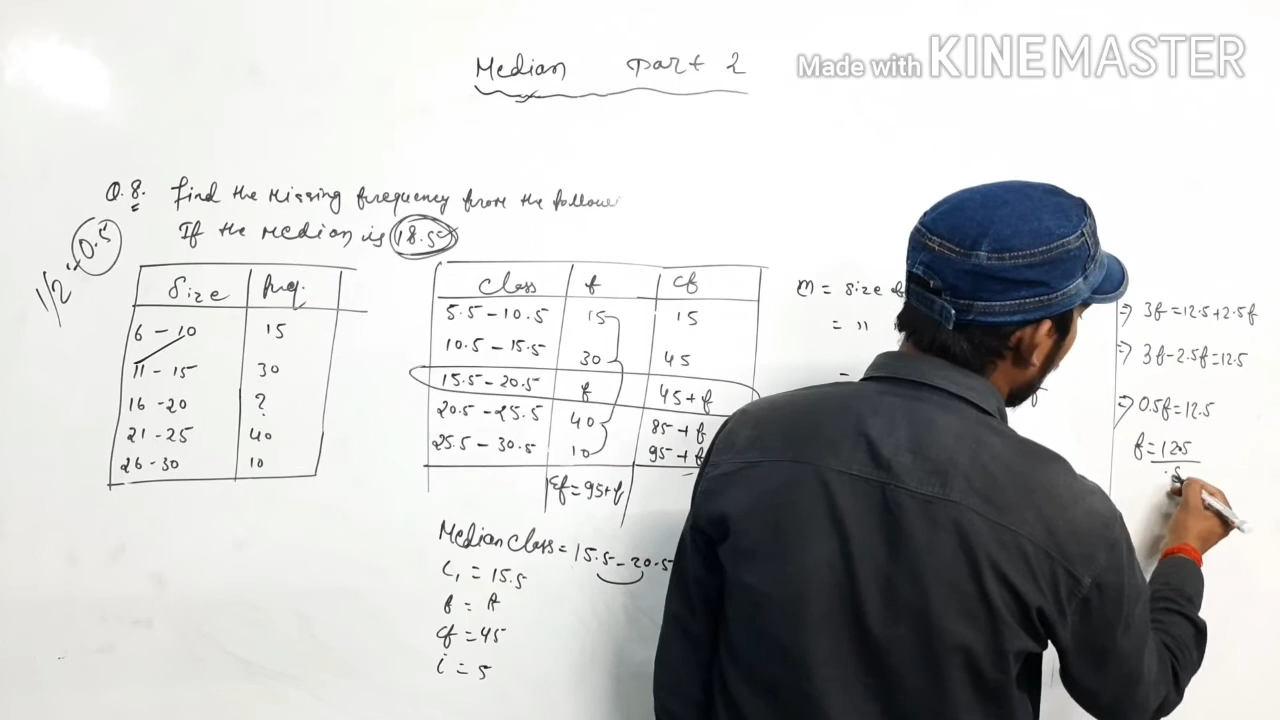 Median Part 2
Made with KINEMASTER
Q.8. Find the Missing frequency from the
If the Median is 18.5
1/2 = 0.5
Size freq.
6 - 10 15
11 - 15 30
16 - 20 ?
21 - 25 40
26 - 30 10
Class f cf
5.5 - 10.5 15 15
10.5 - 15.5 30 45
15.5 - 20.5 f 45+f
20.5 - 25.5 40 85+f
25.5 - 30.5 10 95+f
Σf = 95+f
Median Class = 15.5 - 20.5
L₁ = 15.5
f = f
cf = 45
i = 5
M = Size
= "
⇒ 3f = 12.5 + 2.5f
⇒ 3f - 2.5f = 12.5
⇒ 0.5f = 12.5
f = 12.5
.5